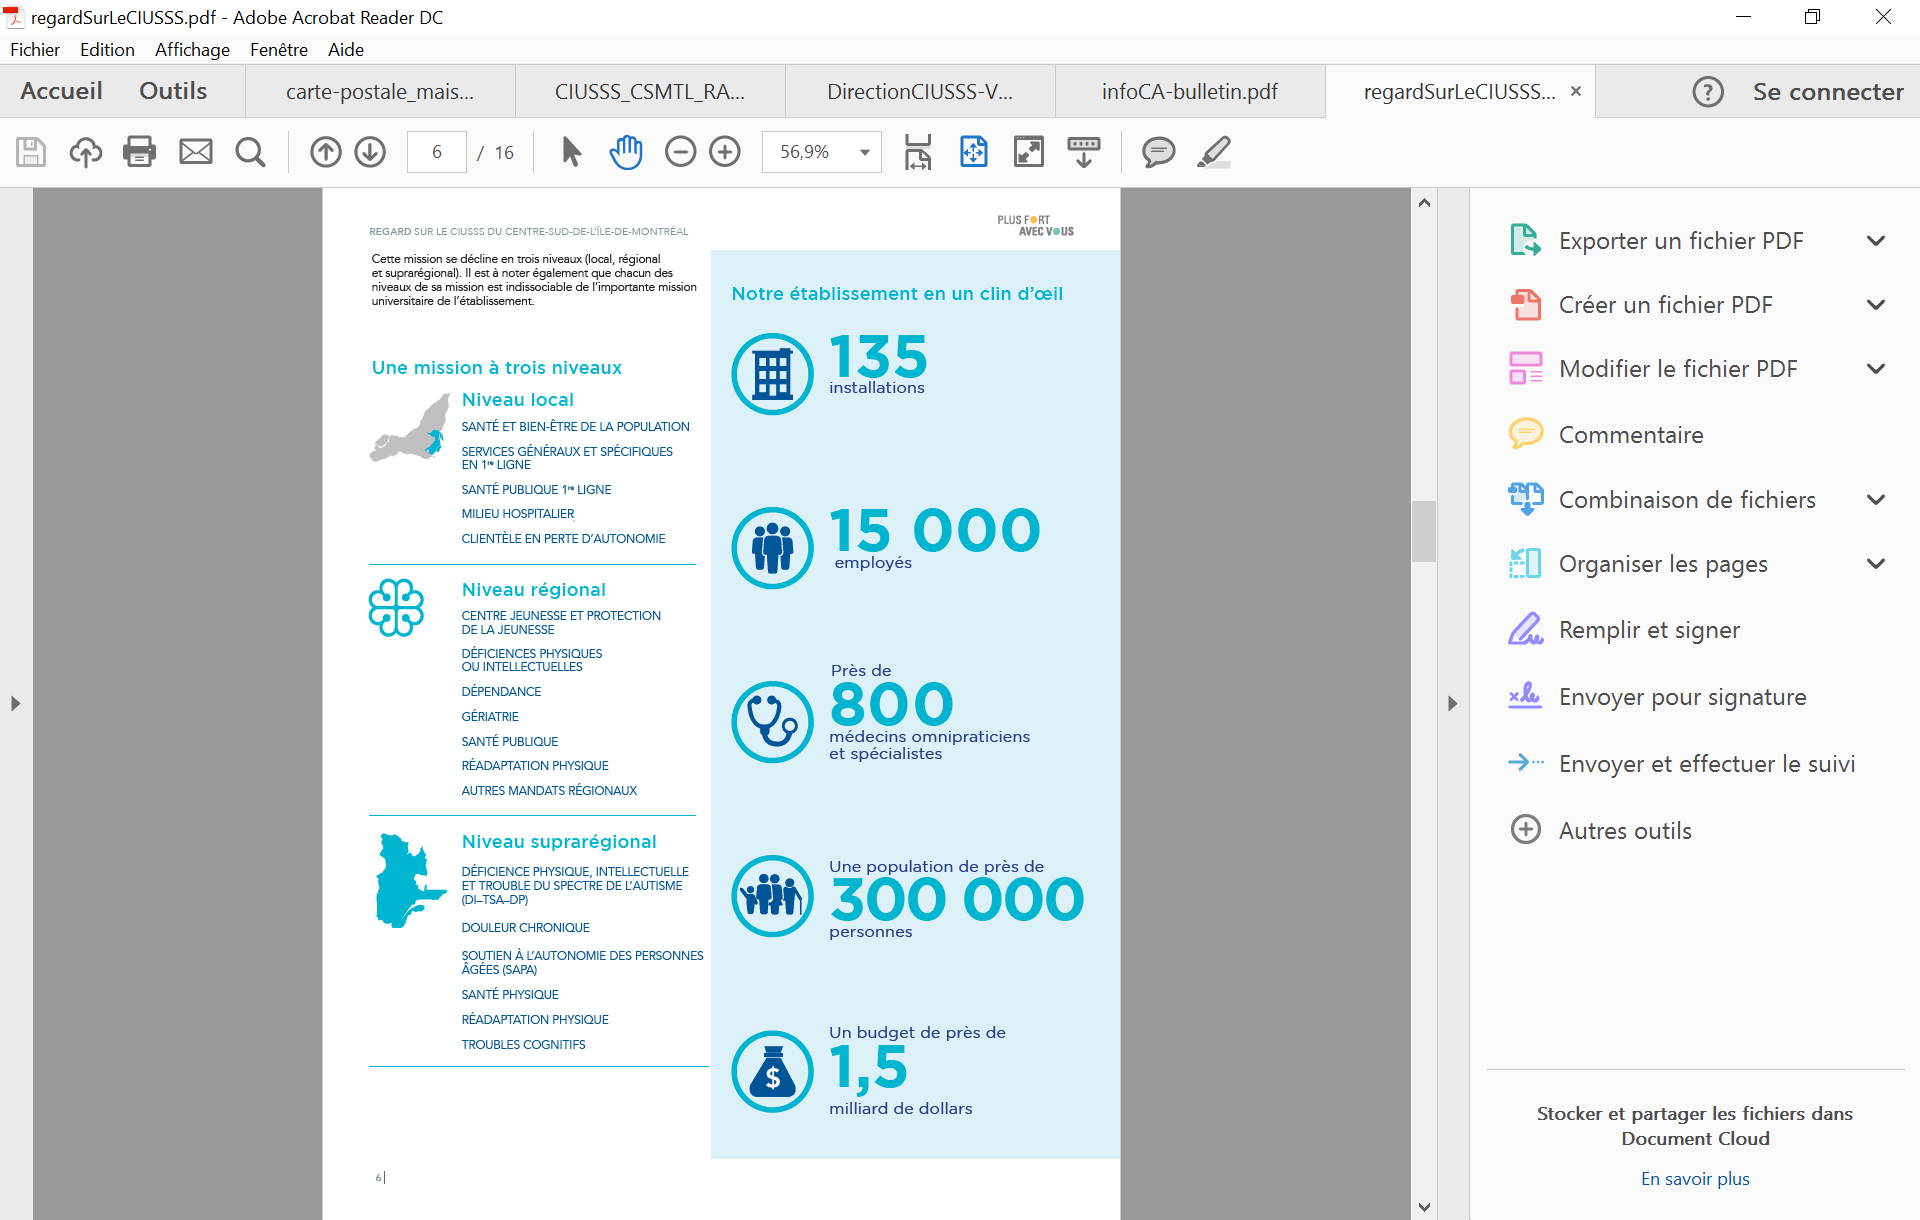 regardSurLeCIUSSS.pdf - Adobe Acrobat Reader DC
Fichier Edition Affichage Fenêtre Aide
Accueil Outils carte-postale_mais... CIUSSS_CSMTL_RA... DirectionCIUSSS-V... infoCA-bulletin.pdf regardSurLeCIUSSS... × ? Se connecter
6 / 16 56,9%
REGARD SUR LE CIUSSS DU CENTRE-SUD-DE-L'ÎLE-DE-MONTRÉAL
PLUS FORT
AVEC VOUS
Cette mission se décline en trois niveaux (local, régional
et suprarégional). Il est à noter également que chacun des
niveaux de sa mission est indissociable de l'importante mission
universitaire de l'établissement.
Une mission à trois niveaux
Niveau local
SANTÉ ET BIEN-ÊTRE DE LA POPULATION
SERVICES GÉNÉRAUX ET SPÉCIFIQUES
EN 1re LIGNE
SANTÉ PUBLIQUE 1re LIGNE
MILIEU HOSPITALIER
CLIENTÈLE EN PERTE D'AUTONOMIE
Niveau régional
CENTRE JEUNESSE ET PROTECTION
DE LA JEUNESSE
DÉFICIENCES PHYSIQUES
OU INTELLECTUELLES
DÉPENDANCE
GÉRIATRIE
SANTÉ PUBLIQUE
RÉADAPTATION PHYSIQUE
AUTRES MANDATS RÉGIONAUX
Niveau suprarégional
DÉFICIENCE PHYSIQUE, INTELLECTUELLE
ET TROUBLE DU SPECTRE DE L'AUTISME
(DI–TSA–DP)
DOULEUR CHRONIQUE
SOUTIEN À L'AUTONOMIE DES PERSONNES
ÂGÉES (SAPA)
SANTÉ PHYSIQUE
RÉADAPTATION PHYSIQUE
TROUBLES COGNITIFS
6 |
Notre établissement en un clin d'œil
135
installations
15 000
employés
Près de
800
médecins omnipraticiens
et spécialistes
Une population de près de
300 000
personnes
Un budget de près de
$
1,5
milliard de dollars
Exporter un fichier PDF
Créer un fichier PDF
Modifier le fichier PDF
Commentaire
Combinaison de fichiers
Organiser les pages
Remplir et signer
Envoyer pour signature
Envoyer et effectuer le suivi
Autres outils
Stocker et partager les fichiers dans
Document Cloud
En savoir plus